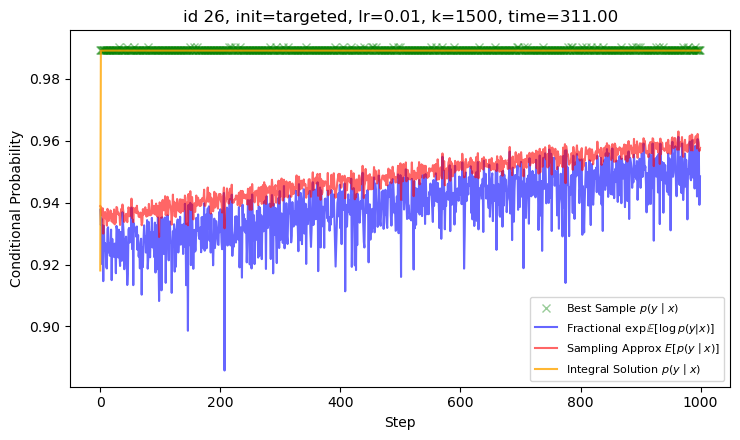 id 26, init=targeted, lr=0.01, k=1500, time=311.00
Conditional Probability
0.98
0.96
0.94
0.92
0.90
0
200
400
600
800
1000
Step
Best Sample p(y | x)
Fractional exp 𝔼[log p(y|x)]
Sampling Approx E[p(y | x)]
Integral Solution p(y | x)